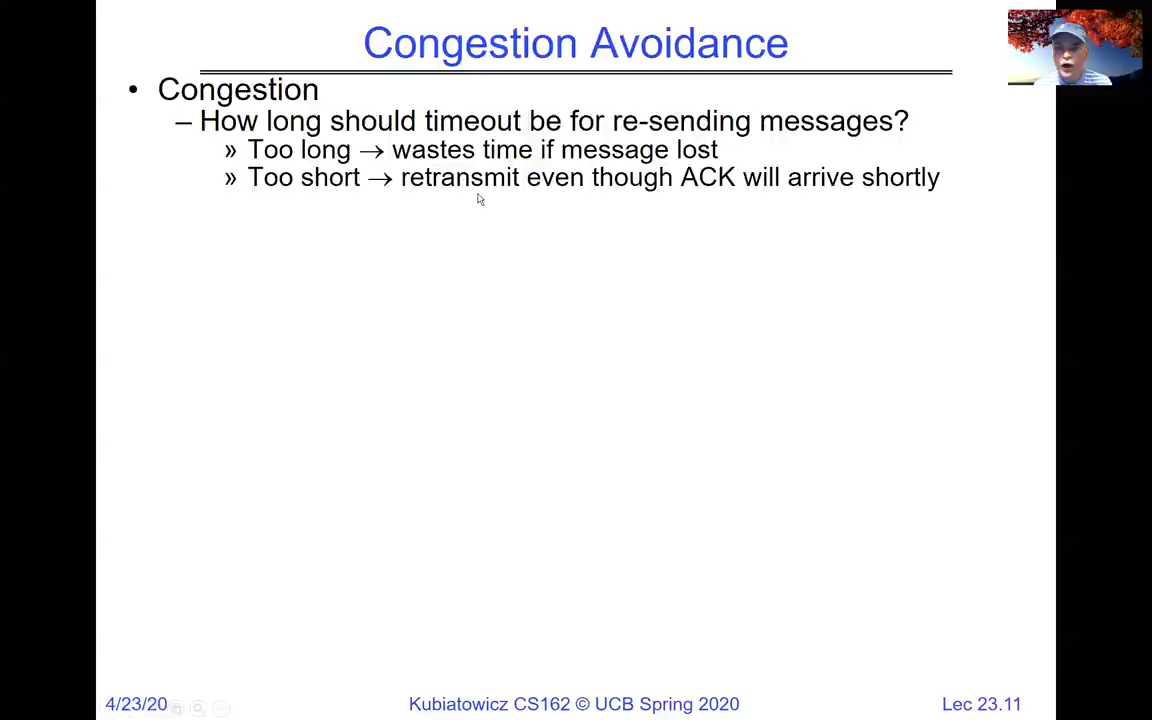 Congestion Avoidance
• Congestion
– How long should timeout be for re-sending messages?
» Too long → wastes time if message lost
» Too short → retransmit even though ACK will arrive shortly
4/23/20
Kubiatowicz CS162 © UCB Spring 2020
Lec 23.11